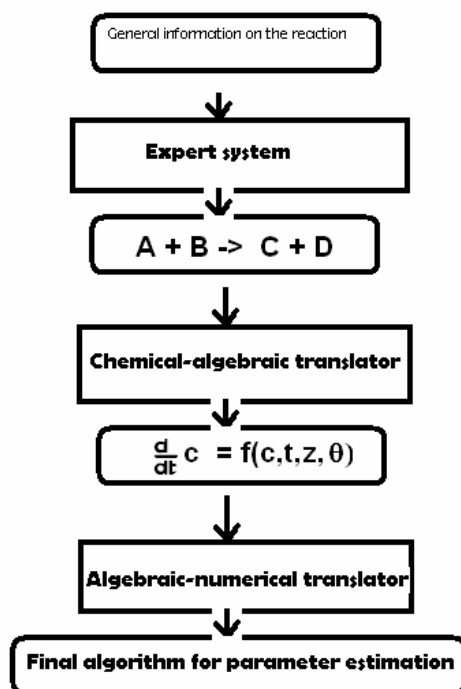 General information on the reaction
Expert system
A + B -> C + D
Chemical-algebraic translator
d/dt c = f(c,t,z,θ)
Algebraic-numerical translator
Final algorithm for parameter estimation